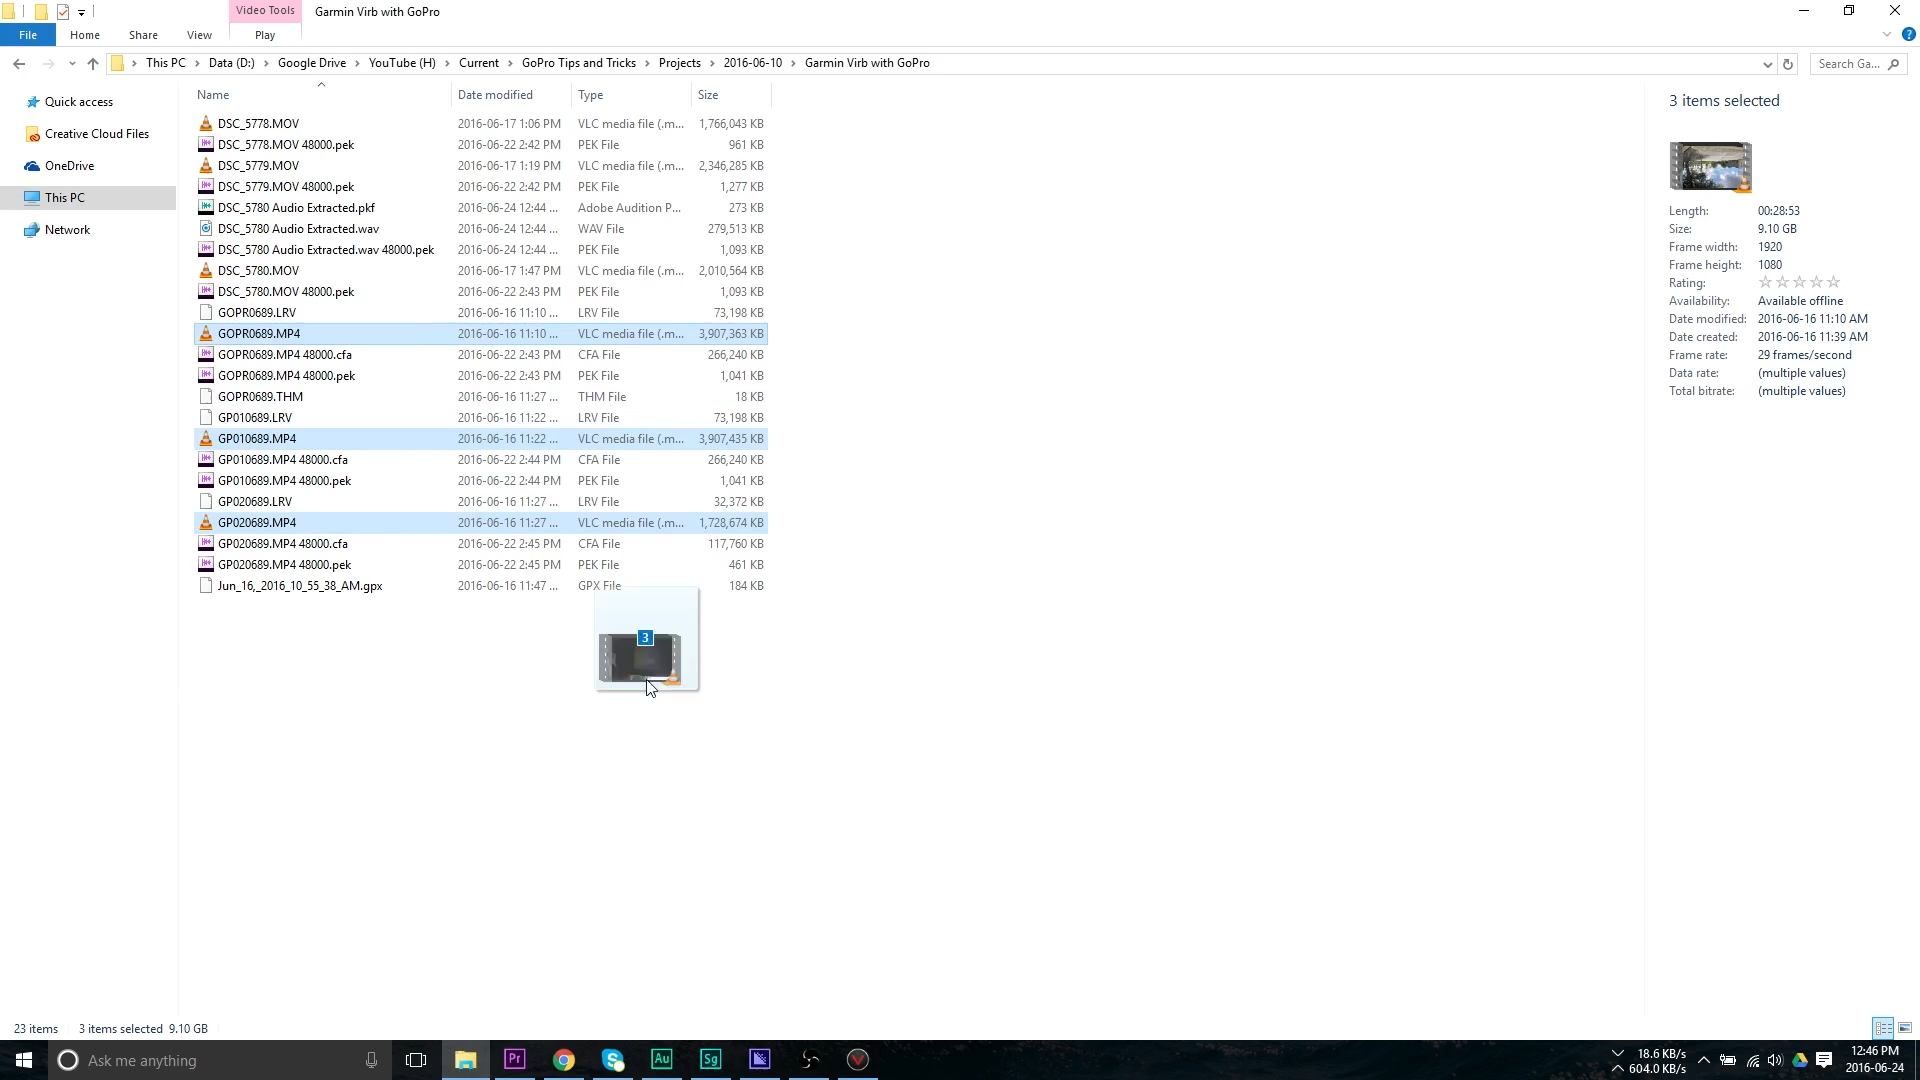 Video Tools
Garmin Virb with GoPro
File
Home
Share
View
Play
This PC
Data (D:)
Google Drive
YouTube (H)
Current
GoPro Tips and Tricks
Projects
2016-06-10
Garmin Virb with GoPro
Search Ga...
Quick access
Creative Cloud Files
OneDrive
This PC
Network
Name Date modified Type Size
DSC_5778.MOV 2016-06-17 1:06 PM VLC media file (.m... 1,766,043 KB
DSC_5778.MOV 48000.pek 2016-06-22 2:42 PM PEK File 961 KB
DSC_5779.MOV 2016-06-17 1:19 PM VLC media file (.m... 2,346,285 KB
DSC_5779.MOV 48000.pek 2016-06-22 2:42 PM PEK File 1,277 KB
DSC_5780 Audio Extracted.pkf 2016-06-24 12:44 ... Adobe Audition P... 273 KB
DSC_5780 Audio Extracted.wav 2016-06-24 12:44 ... WAV File 279,513 KB
DSC_5780 Audio Extracted.wav 48000.pek 2016-06-24 12:44 ... PEK File 1,093 KB
DSC_5780.MOV 2016-06-17 1:47 PM VLC media file (.m... 2,010,564 KB
DSC_5780.MOV 48000.pek 2016-06-22 2:43 PM PEK File 1,093 KB
GOPR0689.LRV 2016-06-16 11:10 ... LRV File 73,198 KB
GOPR0689.MP4 2016-06-16 11:10 ... VLC media file (.m... 3,907,363 KB
GOPR0689.MP4 48000.cfa 2016-06-22 2:43 PM CFA File 266,240 KB
GOPR0689.MP4 48000.pek 2016-06-22 2:43 PM PEK File 1,041 KB
GOPR0689.THM 2016-06-16 11:27 ... THM File 18 KB
GP010689.LRV 2016-06-16 11:22 ... LRV File 73,198 KB
GP010689.MP4 2016-06-16 11:22 ... VLC media file (.m... 3,907,435 KB
GP010689.MP4 48000.cfa 2016-06-22 2:44 PM CFA File 266,240 KB
GP010689.MP4 48000.pek 2016-06-22 2:44 PM PEK File 1,041 KB
GP020689.LRV 2016-06-16 11:27 ... LRV File 32,372 KB
GP020689.MP4 2016-06-16 11:27 ... VLC media file (.m... 1,728,674 KB
GP020689.MP4 48000.cfa 2016-06-22 2:45 PM CFA File 117,760 KB
GP020689.MP4 48000.pek 2016-06-22 2:45 PM PEK File 461 KB
Jun_16,_2016_10_55_38_AM.gpx 2016-06-16 11:47 ... GPX File 184 KB
3
3 items selected
Length: 00:28:53
Size: 9.10 GB
Frame width: 1920
Frame height: 1080
Rating:
Availability: Available offline
Date modified: 2016-06-16 11:10 AM
Date created: 2016-06-16 11:39 AM
Frame rate: 29 frames/second
Data rate: (multiple values)
Total bitrate: (multiple values)
23 items 3 items selected 9.10 GB
Ask me anything
Pr
Au
Sg
18.6 KB/s
604.0 KB/s
12:46 PM
2016-06-24